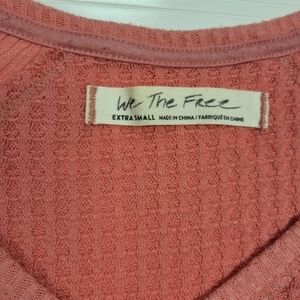 We The Free
EXTRA SMALL MADE IN CHINA / FABRIQUÉ EN CHINE